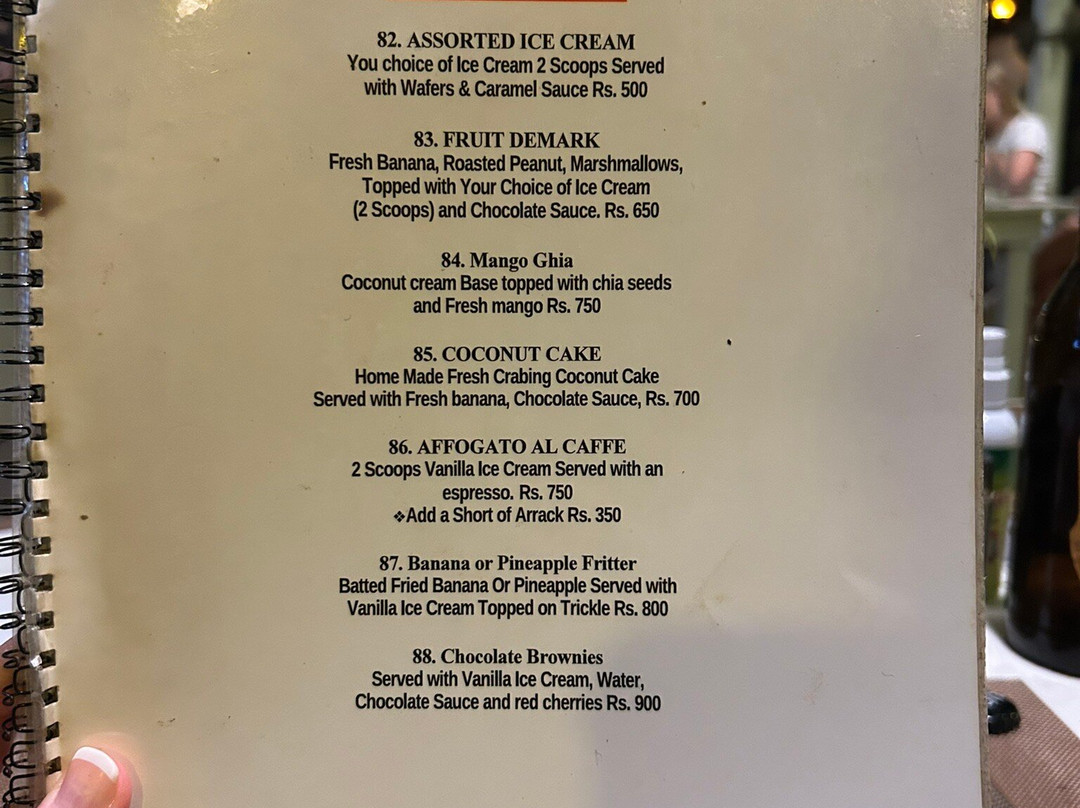 82. ASSORTED ICE CREAM
You choice of Ice Cream 2 Scoops Served
with Wafers & Caramel Sauce Rs. 500
83. FRUIT DEMARK
Fresh Banana, Roasted Peanut, Marshmallows,
Topped with Your Choice of Ice Cream
(2 Scoops) and Chocolate Sauce. Rs. 650
84. Mango Ghia
Coconut cream Base topped with chia seeds
and Fresh mango Rs. 750
85. COCONUT CAKE
Home Made Fresh Crabing Coconut Cake
Served with Fresh banana, Chocolate Sauce, Rs. 700
86. AFFOGATO AL CAFFE
2 Scoops Vanilla Ice Cream Served with an
espresso. Rs. 750
❖Add a Short of Arrack Rs. 350
87. Banana or Pineapple Fritter
Batted Fried Banana Or Pineapple Served with
Vanilla Ice Cream Topped on Trickle Rs. 800
88. Chocolate Brownies
Served with Vanilla Ice Cream, Water,
Chocolate Sauce and red cherries Rs. 900